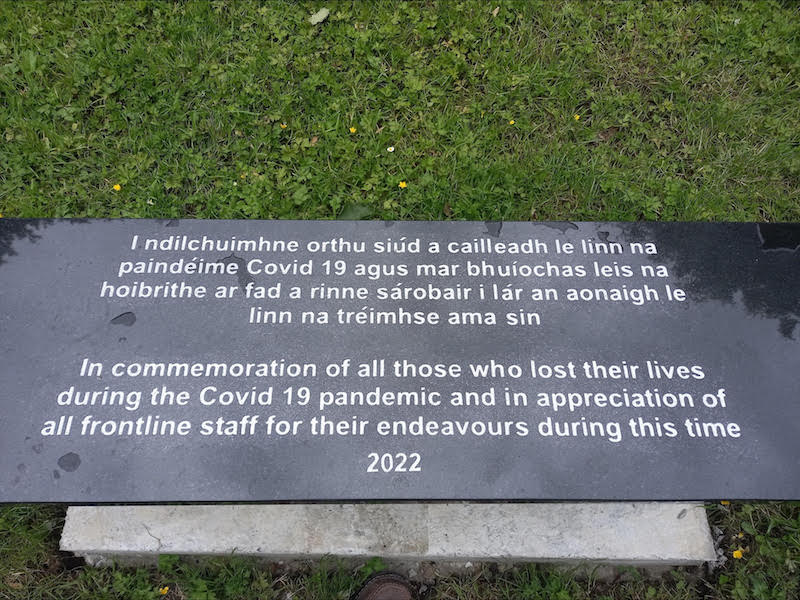 I ndilchuimhne orthu siúd a cailleadh le linn na
paindéime Covid 19 agus mar bhuíochas leis na
hoibrithe ar fad a rinne sárobair i lár an aonaigh le
linn na tréimhse ama sin
In commemoration of all those who lost their lives
during the Covid 19 pandemic and in appreciation of
all frontline staff for their endeavours during this time
2022